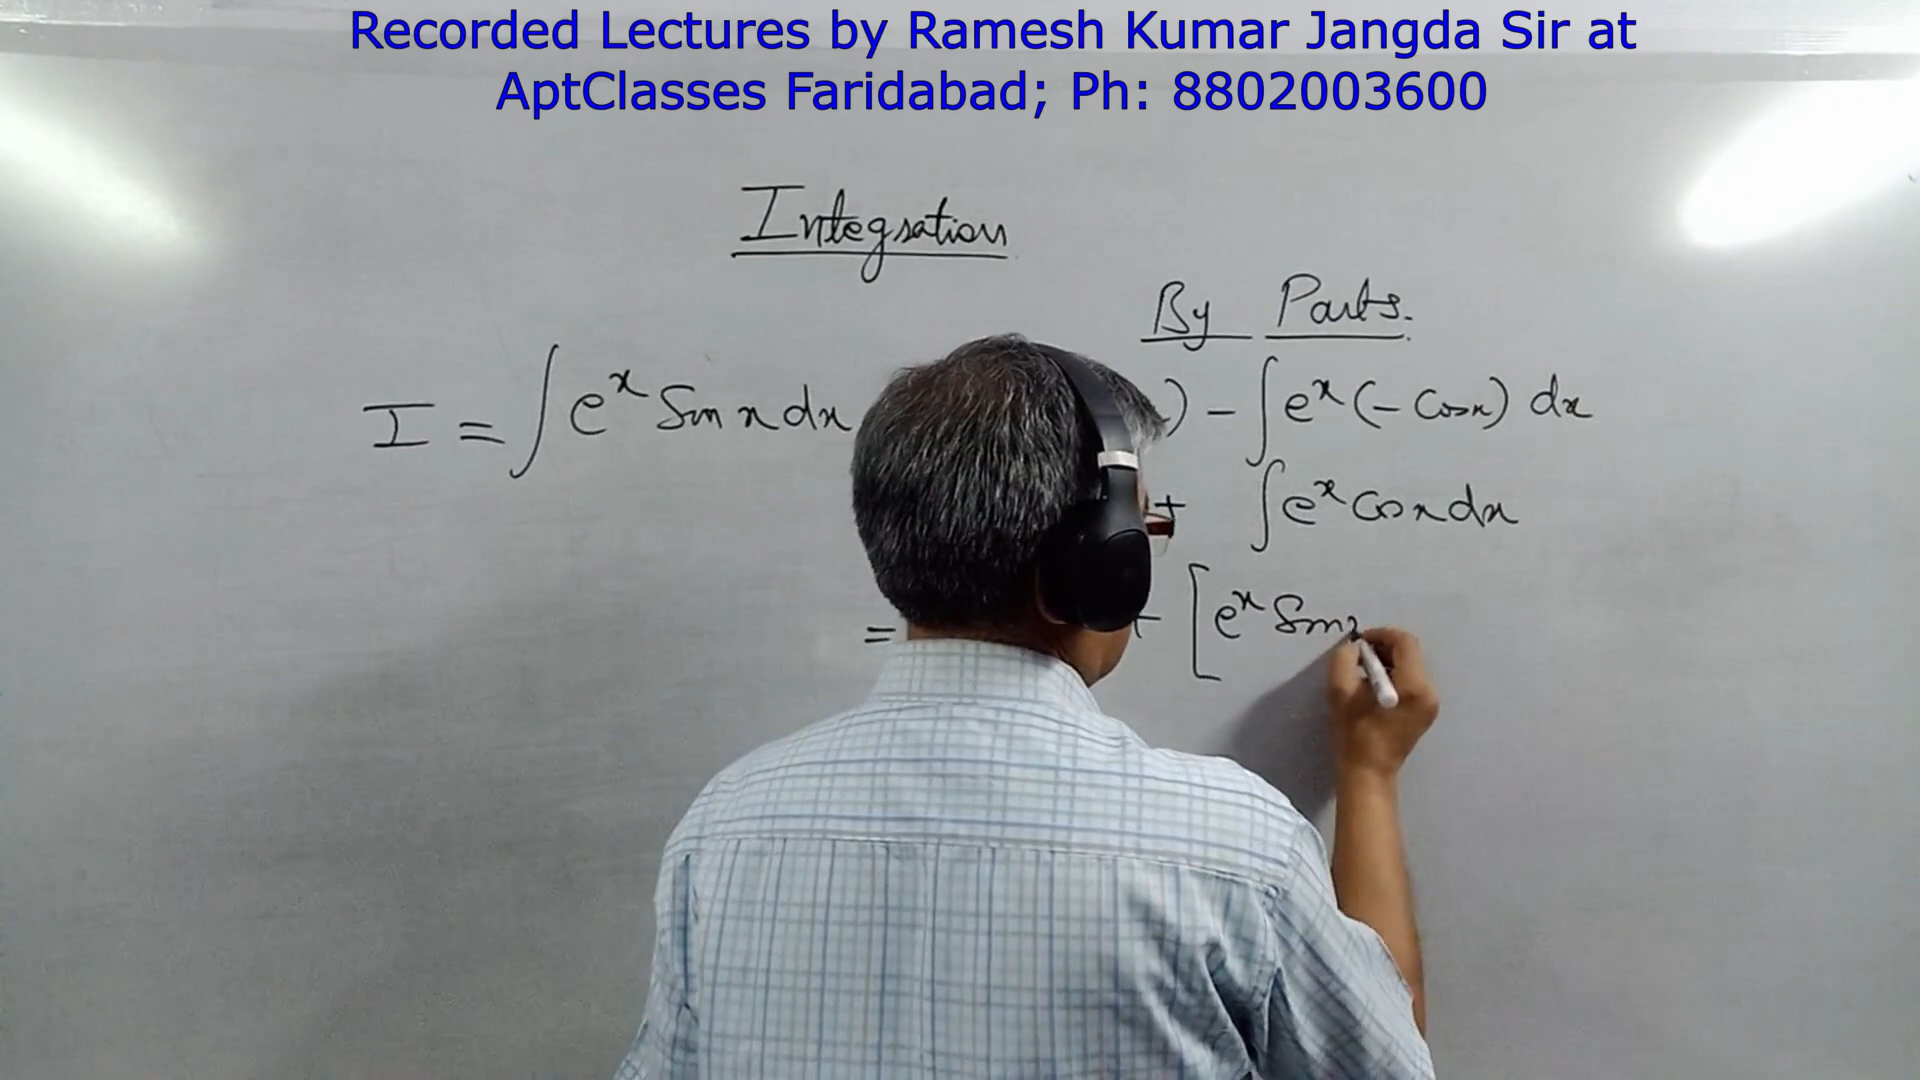 Recorded Lectures by Ramesh Kumar Jangda Sir at
AptClasses Faridabad; Ph: 8802003600
Integration
By Parts.
I = ∫ e^x Sin x dx ) - ∫ e^x (- Cos x) dx
+ ∫ e^x Cos x dx
= + [ e^x Sin x